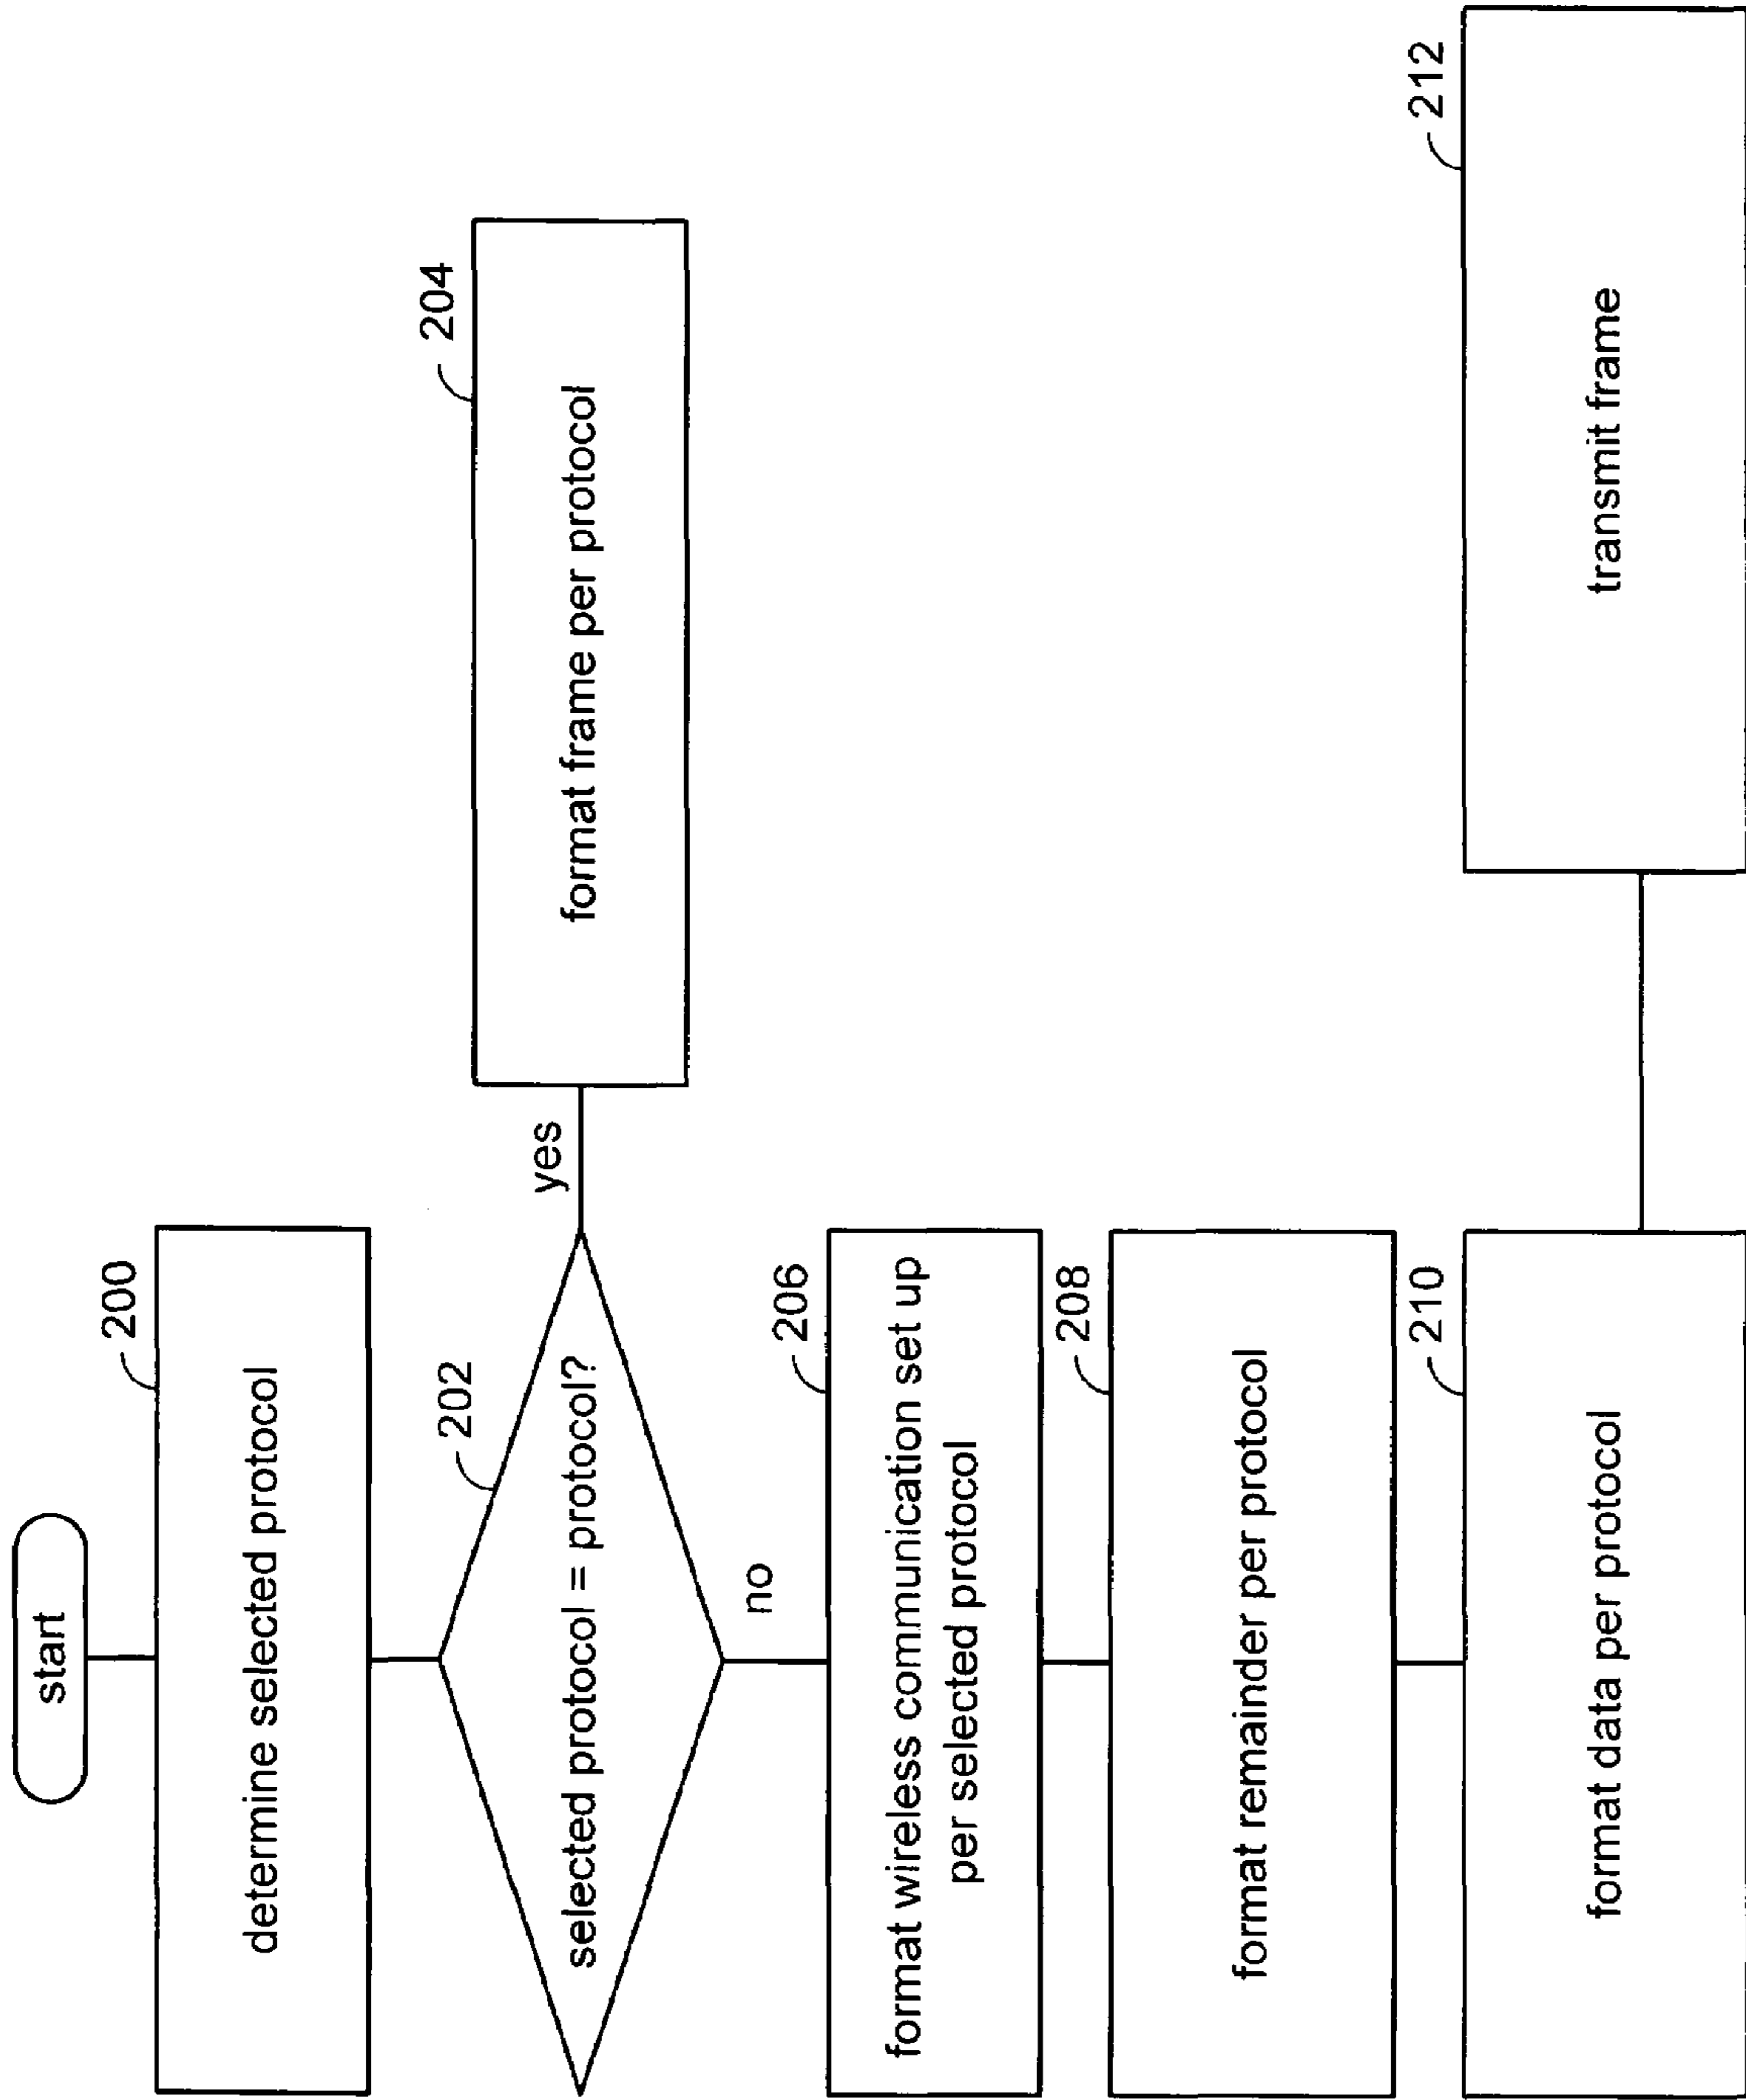 start
200
determine selected protocol
202
selected protocol = protocol?
yes
204
format frame per protocol
no
206
format wireless communication set up
per selected protocol
208
format remainder per protocol
210
format data per protocol
212
transmit frame